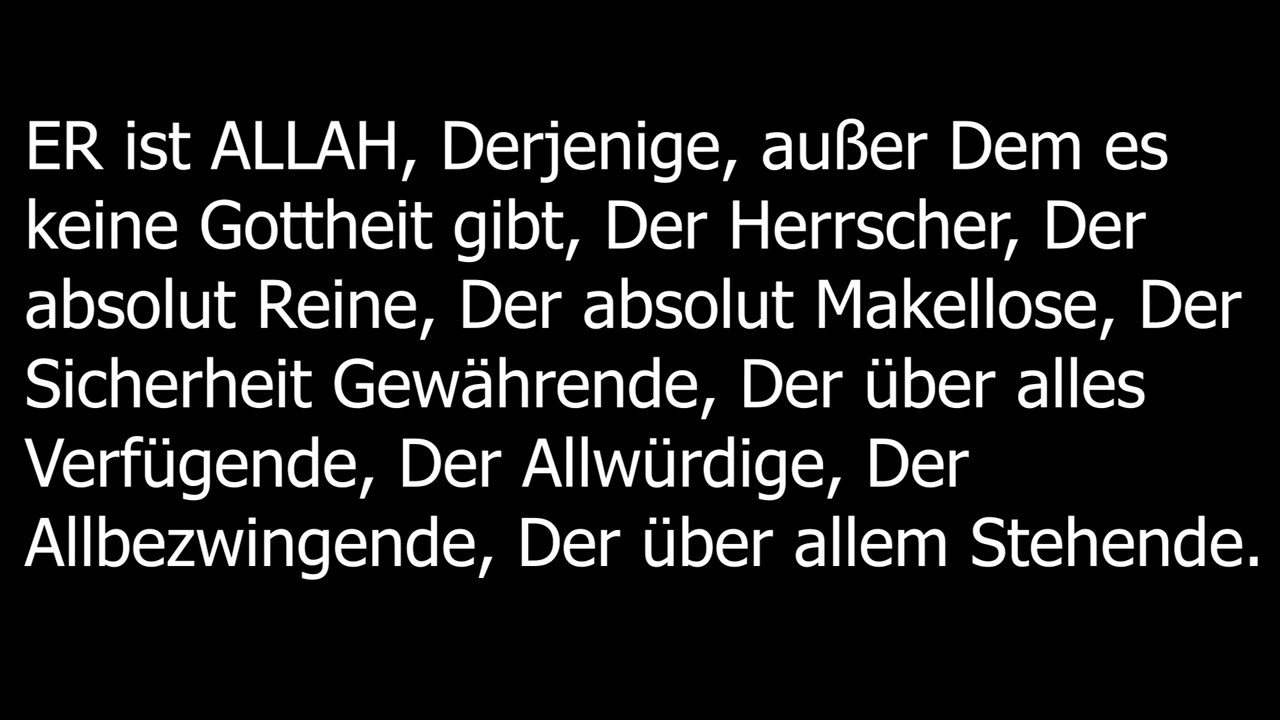 ER ist ALLAH, Derjenige, außer Dem es
keine Gottheit gibt, Der Herrscher, Der
absolut Reine, Der absolut Makellose, Der
Sicherheit Gewährende, Der über alles
Verfügende, Der Allwürdige, Der
Allbezwingende, Der über allem Stehende.